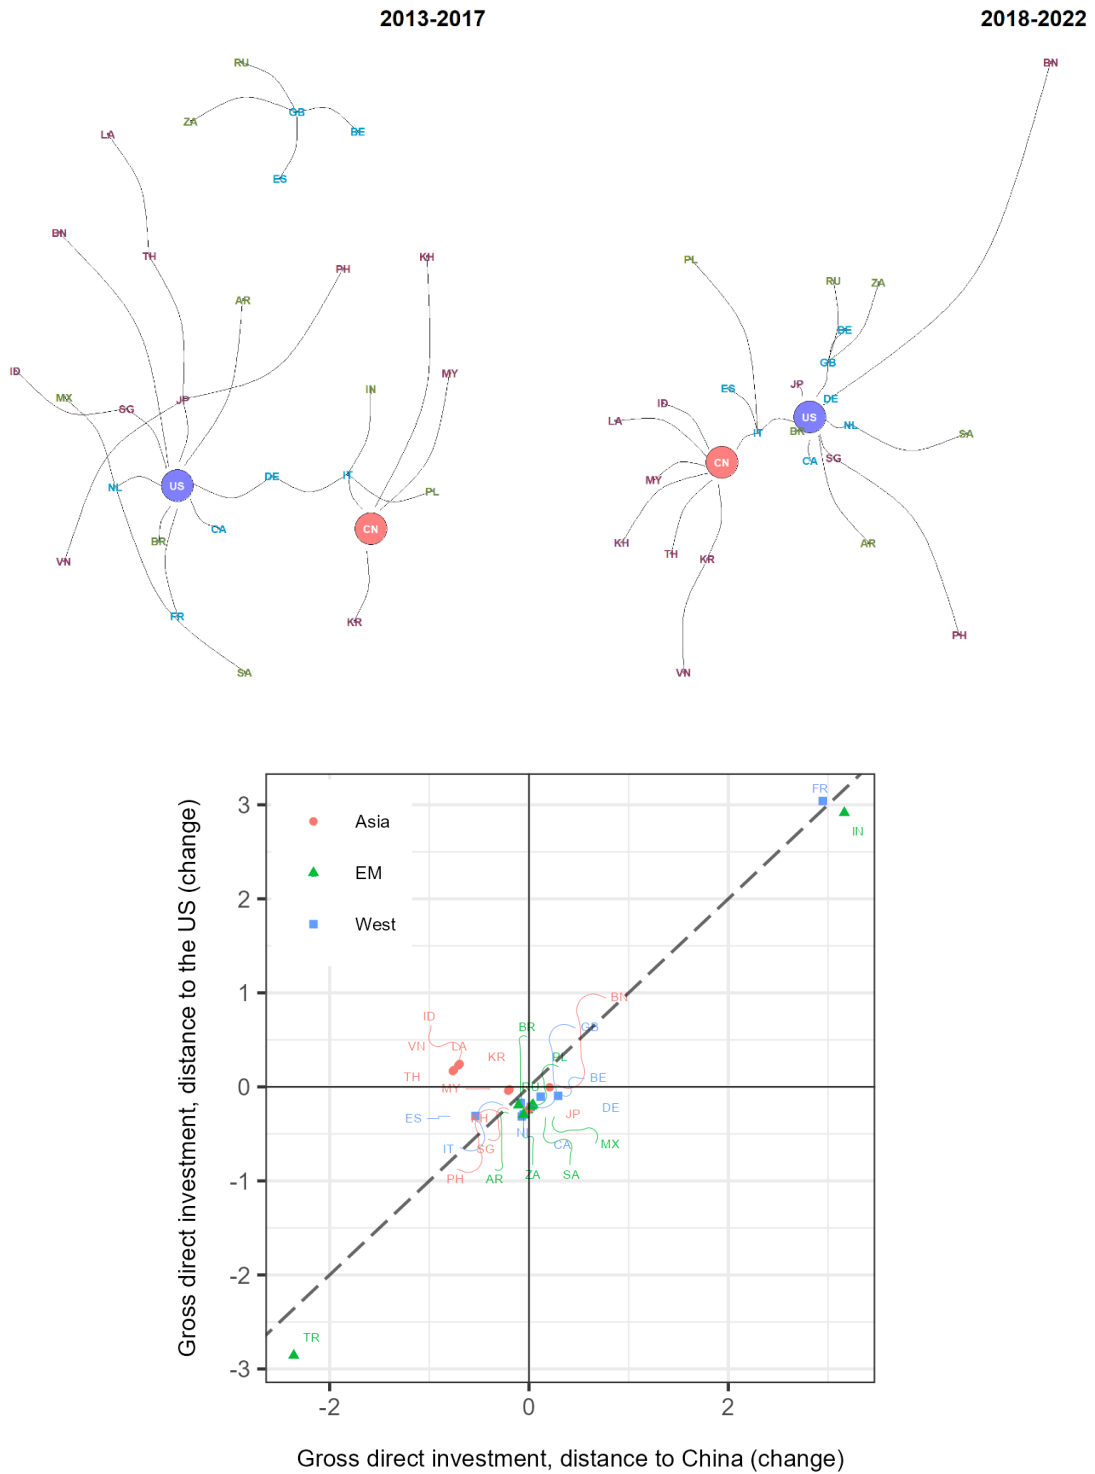 2013-2017
2018-2022
RU
GB
ZA
BE
LA
ES
BN
TH
PH
KH
AR
ID
MX
SG
JP
IN
MY
US
NL
DE
IT
PL
CN
BR
CA
VN
FR
KR
SA
BN
PL
RU
ZA
BE
GB
JP
ES
DE
ID
LA
US
BR
IT
NL
SA
CA
SG
CN
MY
KH
TH
KR
AR
PH
VN
Gross direct investment, distance to the US (change)
3
2
1
0
-1
-2
-3
Asia
EM
West
FR
IN
BN
ID
BR
GB
VN
LA
KR
PL
TH
MY
RU
BE
ES
KH
JP
DE
NL
IT
SG
CA
MX
PH
AR
ZA
SA
TR
-2
0
2
Gross direct investment, distance to China (change)